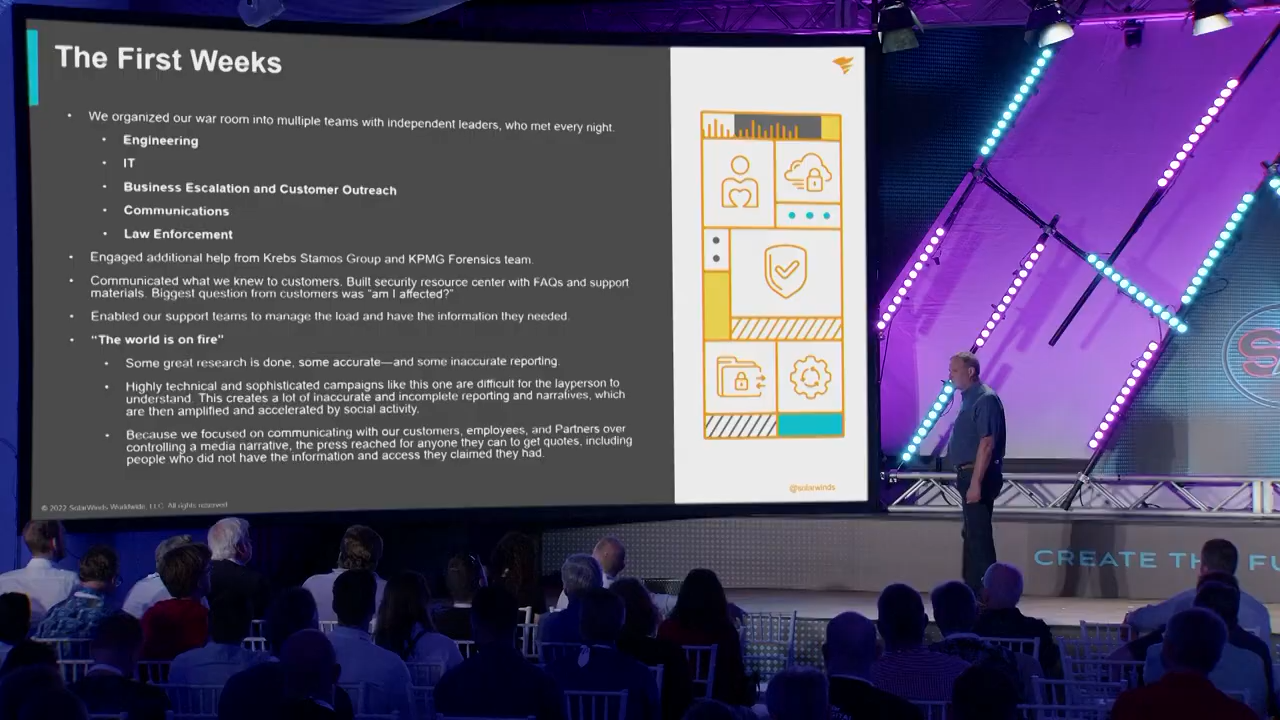 The First Weeks
• We organized our war room into multiple teams with independent leaders, who met every night.
• Engineering
• IT
• Business Escalation and Customer Outreach
• Communications
• Law Enforcement
• Engaged additional help from Krebs Stamos Group and KPMG Forensics team.
• Communicated what we knew to customers. Built security resource center with FAQs and support
materials. Biggest question from customers was "am I affected?"
• Enabled our support teams to manage the load and have the information they needed.
• "The world is on fire"
• Some great research is done, some accurate—and some inaccurate reporting.
• Highly technical and sophisticated campaigns like this one are difficult for the layperson to
understand. This creates a lot of inaccurate and incomplete reporting and narratives, which
are then amplified and accelerated by social activity.
• Because we focused on communicating with our customers, employees, and Partners over
controlling a media narrative, the press reached for anyone they can to get quotes, including
people who did not have the information and access they claimed they had.
@solarwinds
© 2022 SolarWinds Worldwide, LLC. All rights reserved.
CREATE TH FU